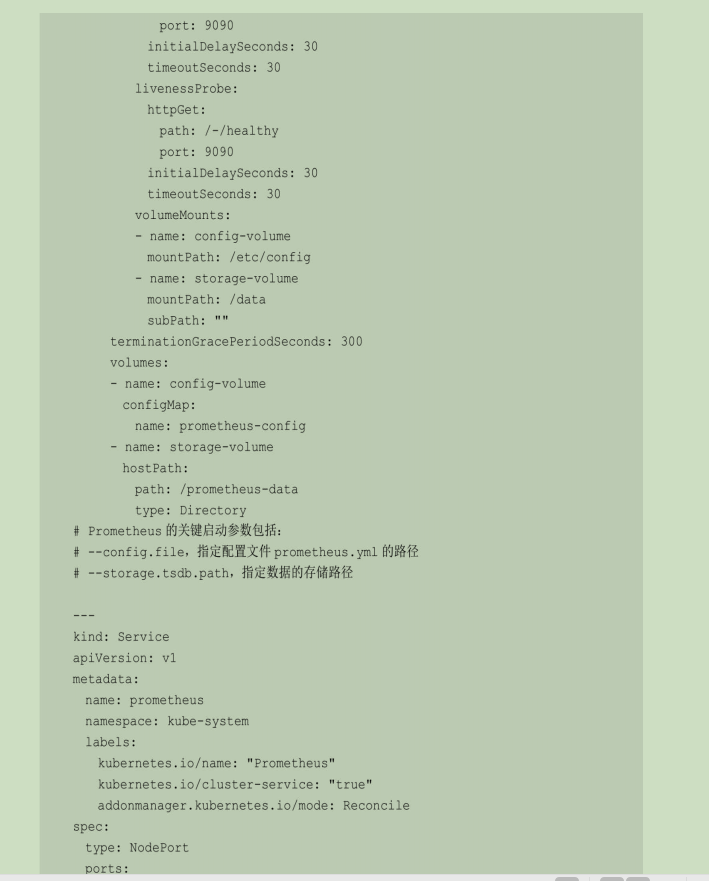 port: 9090
initialDelaySeconds: 30
timeoutSeconds: 30
livenessProbe:
httpGet:
path: /-/healthy
port: 9090
initialDelaySeconds: 30
timeoutSeconds: 30
volumeMounts:
- name: config-volume
mountPath: /etc/config
- name: storage-volume
mountPath: /data
subPath: ""
terminationGracePeriodSeconds: 300
volumes:
- name: config-volume
configMap:
name: prometheus-config
- name: storage-volume
hostPath:
path: /prometheus-data
type: Directory
# Prometheus 的关键启动参数包括：
# --config.file，指定配置文件 prometheus.yml 的路径
# --storage.tsdb.path，指定数据的存储路径
---
kind: Service
apiVersion: v1
metadata:
name: prometheus
namespace: kube-system
labels:
kubernetes.io/name: "Prometheus"
kubernetes.io/cluster-service: "true"
addonmanager.kubernetes.io/mode: Reconcile
spec:
type: NodePort
ports: